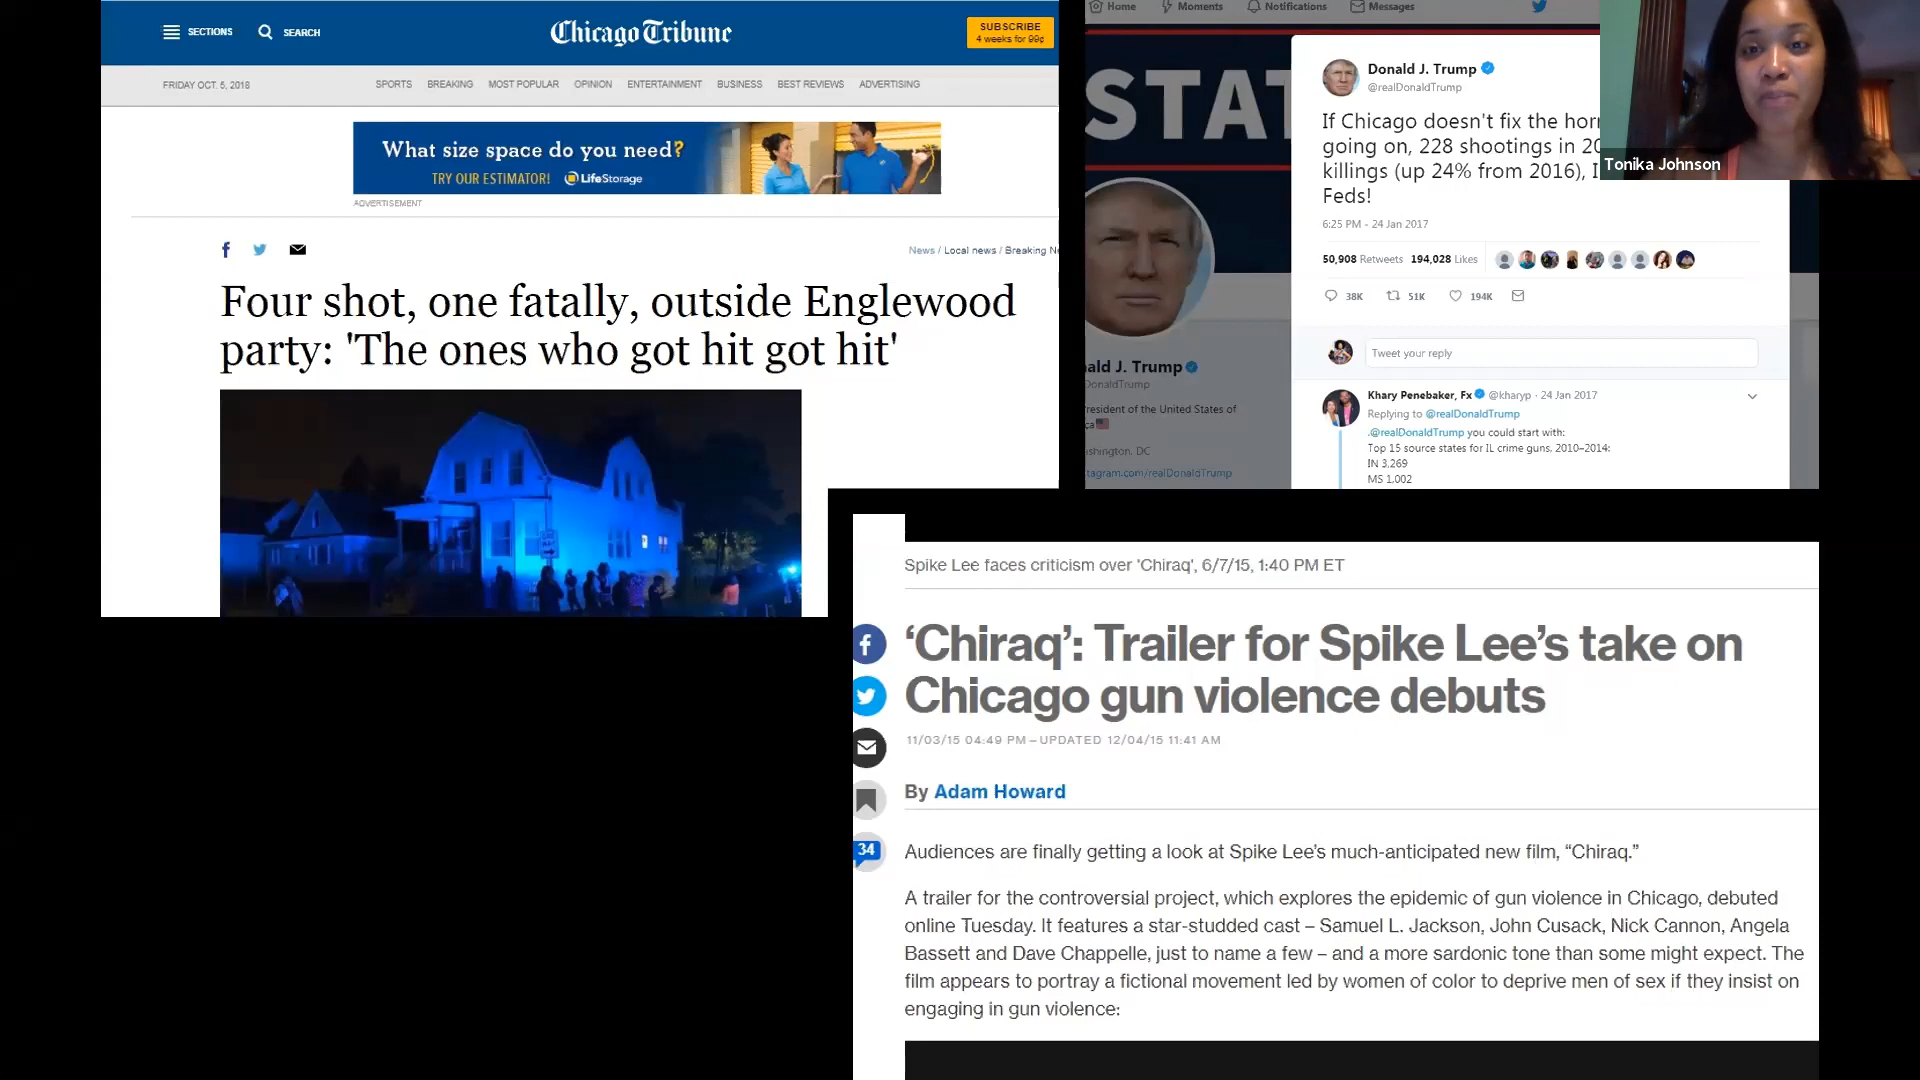 SECTIONS
SEARCH
Chicago Tribune
SUBSCRIBE
4 weeks for 99¢
FRIDAY OCT. 5, 2018
SPORTS BREAKING MOST POPULAR OPINION ENTERTAINMENT BUSINESS BEST REVIEWS ADVERTISING
What size space do you need?
TRY OUR ESTIMATOR! LifeStorage
ADVERTISEMENT
News / Local news / Breaking Ne
Four shot, one fatally, outside Englewood
party: 'The ones who got hit got hit'
Home Moments Notifications Messages
STAT
Donald J. Trump
@realDonaldTrump
If Chicago doesn't fix the horr
going on, 228 shootings in 20
killings (up 24% from 2016), I
Feds!
6:25 PM - 24 Jan 2017
50,908 Retweets 194,028 Likes
38K 51K 194K
Tweet your reply
Khary Penebaker, Fx @kharyp · 24 Jan 2017
Replying to @realDonaldTrump
.@realDonaldTrump you could start with:
Top 15 source states for IL crime guns, 2010–2014:
IN 3,269
MS 1,002
ald J. Trump
DonaldTrump
resident of the United States of
ca
shington, DC
tagram.com/realDonaldTrump
Tonika Johnson
Spike Lee faces criticism over 'Chiraq', 6/7/15, 1:40 PM ET
‘Chiraq’: Trailer for Spike Lee’s take on
Chicago gun violence debuts
11/03/15 04:49 PM – UPDATED 12/04/15 11:41 AM
By Adam Howard
34
Audiences are finally getting a look at Spike Lee’s much-anticipated new film, “Chiraq.”
A trailer for the controversial project, which explores the epidemic of gun violence in Chicago, debuted
online Tuesday. It features a star-studded cast – Samuel L. Jackson, John Cusack, Nick Cannon, Angela
Bassett and Dave Chappelle, just to name a few – and a more sardonic tone than some might expect. The
film appears to portray a fictional movement led by women of color to deprive men of sex if they insist on
engaging in gun violence: